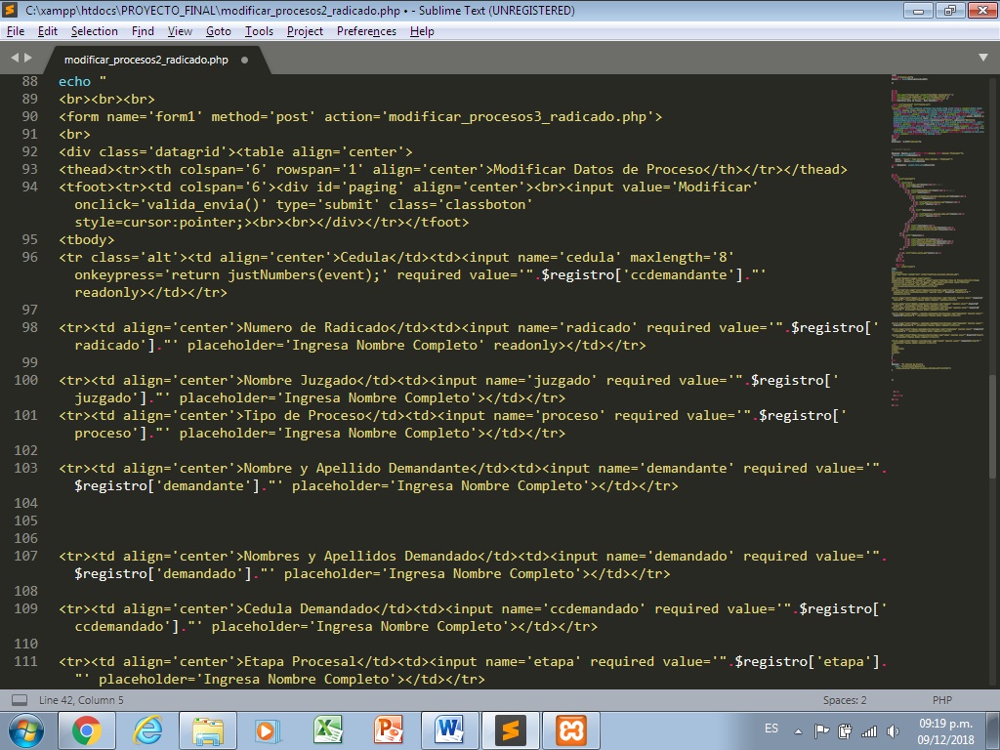 C:\xampp\htdocs\PROYECTO_FINAL\modificar_procesos2_radicado.php • - Sublime Text (UNREGISTERED)
File Edit Selection Find View Goto Tools Project Preferences Help
modificar_procesos2_radicado.php
88 echo "
89 <br><br><br>
90 <form name='form1' method='post' action='modificar_procesos3_radicado.php'>
91 <br>
92 <div class='datagrid'><table align='center'>
93 <thead><tr><th colspan='6' rowspan='1' align='center'>Modificar Datos de Proceso</th></tr></thead>
94 <tfoot><tr><td colspan='6'><div id='paging' align='center'><br><input value='Modificar'
onclick='valida_envia()' type='submit' class='classboton'
style=cursor:pointer;><br><br></div></tr></tfoot>
95 <tbody>
96 <tr class='alt'><td align='center'>Cedula</td><td><input name='cedula' maxlength='8'
onkeypress='return justNumbers(event);' required value='".$registro['ccdemandante']."'
readonly></td></tr>
97
98 <tr><td align='center'>Numero de Radicado</td><td><input name='radicado' required value='".$registro['
radicado']."' placeholder='Ingresa Nombre Completo' readonly></td></tr>
99
100 <tr><td align='center'>Nombre Juzgado</td><td><input name='juzgado' required value='".$registro['
juzgado']."' placeholder='Ingresa Nombre Completo'></td></tr>
101 <tr><td align='center'>Tipo de Proceso</td><td><input name='proceso' required value='".$registro['
proceso']."' placeholder='Ingresa Nombre Completo'></td></tr>
102
103 <tr><td align='center'>Nombre y Apellido Demandante</td><td><input name='demandante' required value='".
$registro['demandante']."' placeholder='Ingresa Nombre Completo'></td></tr>
104
105
106
107 <tr><td align='center'>Nombres y Apellidos Demandado</td><td><input name='demandado' required value='".
$registro['demandado']."' placeholder='Ingresa Nombre Completo'></td></tr>
108
109 <tr><td align='center'>Cedula Demandado</td><td><input name='ccdemandado' required value='".$registro['
ccdemandado']."' placeholder='Ingresa Nombre Completo'></td></tr>
110
111 <tr><td align='center'>Etapa Procesal</td><td><input name='etapa' required value='".$registro['etapa'].
"' placeholder='Ingresa Nombre Completo'></td></tr>
Line 42, Column 5 Spaces: 2 PHP
ES 09:19 p.m.
09/12/2018